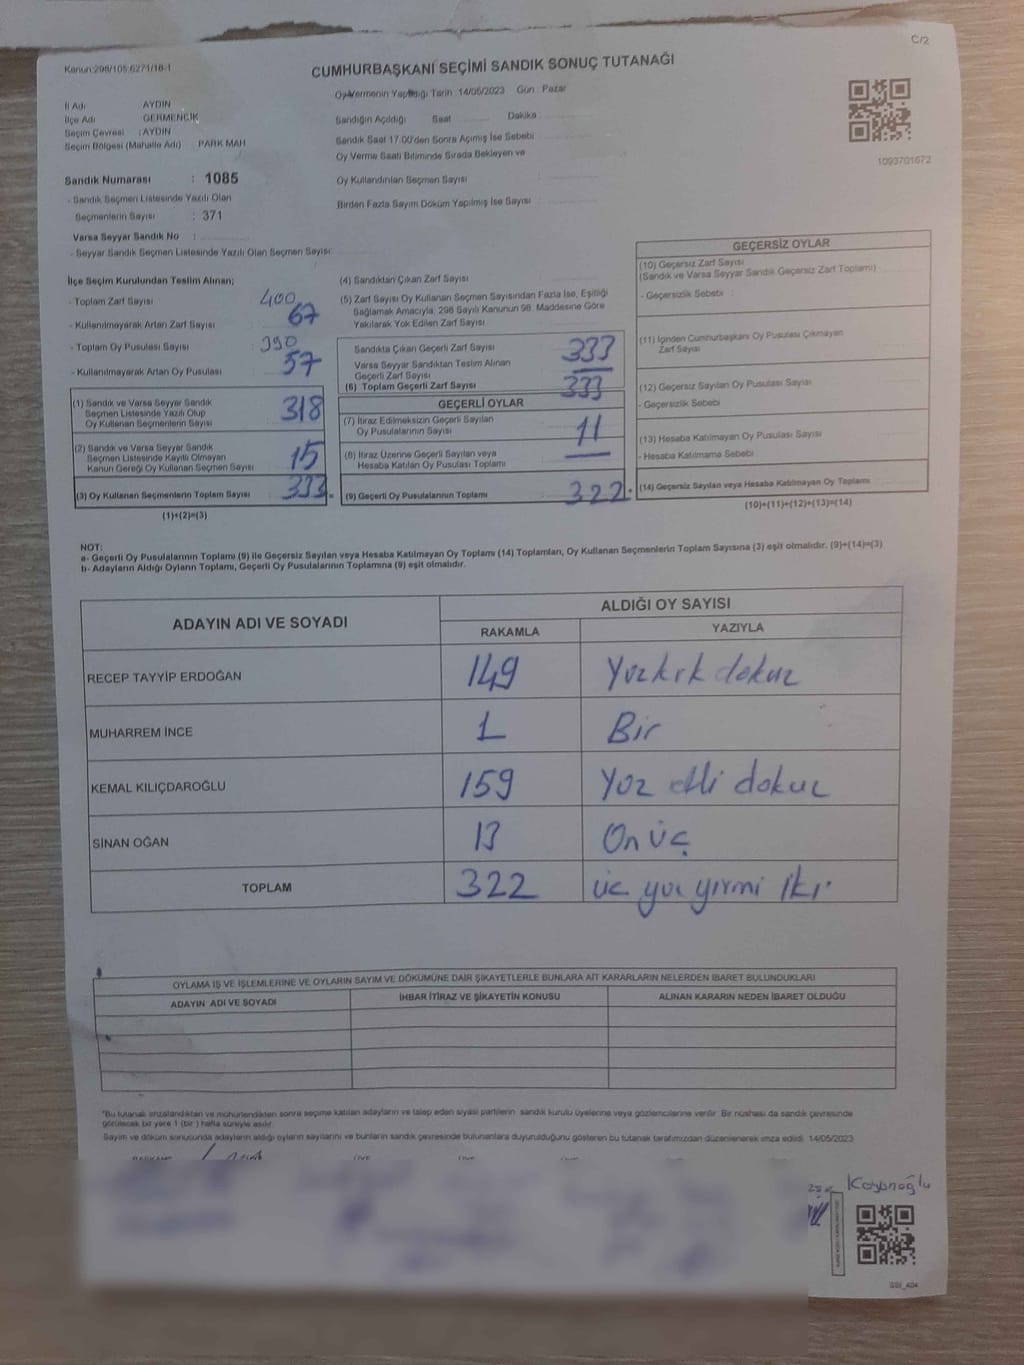 C/2
Kanun:298/105,6271/16-1
CUMHURBAŞKANI SEÇİMİ SANDIK SONUÇ TUTANAĞI
Oy Vermenin Yapıldığı Tarih : 14/05/2023 Gün : Pazar
İl Adı AYDIN
İlçe Adı GERMENCİK
Seçim Çevresi : AYDIN
Seçim Bölgesi (Mahalle Adı) PARK MAH
Sandığın Açıldığı Saat Dakika
Sandık Saat 17:00'den Sonra Açılmış İse Sebebi
Oy Verme Saati Bitiminde Sırada Bekleyen ve
Oy Kullandırılan Seçmen Sayısı
Birden Fazla Sayım Döküm Yapılmış İse Sayısı
1093701672
Sandık Numarası : 1085
- Sandık Seçmen Listesinde Yazılı Olan
Seçmenlerin Sayısı : 371
Varsa Seyyar Sandık No :
- Seyyar Sandık Seçmen Listesinde Yazılı Olan Seçmen Sayısı:
İlçe Seçim Kurulundan Teslim Alınan;
- Toplam Zarf Sayısı : 400
- Kullanılmayarak Artan Zarf Sayısı : 67
- Toplam Oy Pusulası Sayısı : 390
- Kullanılmayarak Artan Oy Pusulası : 57
(1) Sandık ve Varsa Seyyar Sandık
Seçmen Listesinde Yazılı Olup
Oy Kullanan Seçmenlerin Sayısı : 318
(2) Sandık ve Varsa Seyyar Sandık
Seçmen Listesinde Kayıtlı Olmayan
Kanun Gereği Oy Kullanan Seçmen Sayısı : 15
(3) Oy Kullanan Seçmenlerin Toplam Sayısı : 333
(1)+(2)=(3)
(4) Sandıktan Çıkan Zarf Sayısı
(5) Zarf Sayısı Oy Kullanan Seçmen Sayısından Fazla İse, Eşitliği
Sağlamak Amacıyla, 298 Sayılı Kanunun 98. Maddesine Göre
Yakılarak Yok Edilen Zarf Sayısı
Sandıkta Çıkan Geçerli Zarf Sayısı 333
Varsa Seyyar Sandıktan Teslim Alınan
Geçerli Zarf Sayısı
(6) Toplam Geçerli Zarf Sayısı 333
GEÇERLİ OYLAR
(7) İtiraz Edilmeksizin Geçerli Sayılan
Oy Pusulalarının Sayısı 11
(8) İtiraz Üzerine Geçerli Sayılan veya
Hesaba Katılan Oy Pusulası Toplamı
(9) Geçerli Oy Pusulalarının Toplamı : 322
GEÇERSİZ OYLAR
(10) Geçersiz Zarf Sayısı
(Sandık ve Varsa Seyyar Sandık Geçersiz Zarf Toplamı)
- Geçersizlik Sebebi :
(11) İçinden Cumhurbaşkanı Oy Pusulası Çıkmayan
Zarf Sayısı
(12) Geçersiz Sayılan Oy Pusulası Sayısı
- Geçersizlik Sebebi
(13) Hesaba Katılmayan Oy Pusulası Sayısı
- Hesaba Katılmama Sebebi
(14) Geçersiz Sayılan veya Hesaba Katılmayan Oy Toplamı
(10)+(11)+(12)+(13)=(14)
NOT:
a- Geçerli Oy Pusulalarının Toplamı (9) ile Geçersiz Sayılan veya Hesaba Katılmayan Oy Toplamı (14) Toplamları, Oy Kullanan Seçmenlerin Toplam Sayısına (3) eşit olmalıdır. (9)+(14)=(3)
b- Adayların Aldığı Oyların Toplamı, Geçerli Oy Pusulalarının Toplamına (9) eşit olmalıdır.
ADAYIN ADI VE SOYADI ALDIĞI OY SAYISI
RAKAMLA YAZIYLA
RECEP TAYYİP ERDOĞAN 149 Yüzkırk dokuz
MUHARREM İNCE 1 Bir
KEMAL KILIÇDAROĞLU 159 Yüz elli dokuz
SİNAN OĞAN 13 On üç
TOPLAM 322 üç yüz yirmi iki
OYLAMA İŞ VE İŞLEMLERİNE VE OYLARIN SAYIM VE DÖKÜMÜNE DAİR ŞİKAYETLERLE BUNLARA AİT KARARLARIN NELERDEN İBARET BULUNDUKLARI
ADAYIN ADI VE SOYADI İHBAR İTİRAZ VE ŞİKAYETİN KONUSU ALINAN KARARIN NEDEN İBARET OLDUĞU
*Bu tutanak imzalandıktan ve mühürlendikten sonra seçime katılan adayların ve talep eden siyasi partilerin sandık kurulu üyelerine veya gözlemcilerine verilir. Bir nüshası da sandık çevresinde
görülecek bir yere 1 (bir) hafta süreyle asılır.
Sayım ve döküm sonucunda adayların aldığı oyların sayılarını ve bunların sandık çevresinde bulunanlara duyurulduğunu gösteren bu tutanak tarafımızdan düzenlenerek imza edildi. 14/05/2023